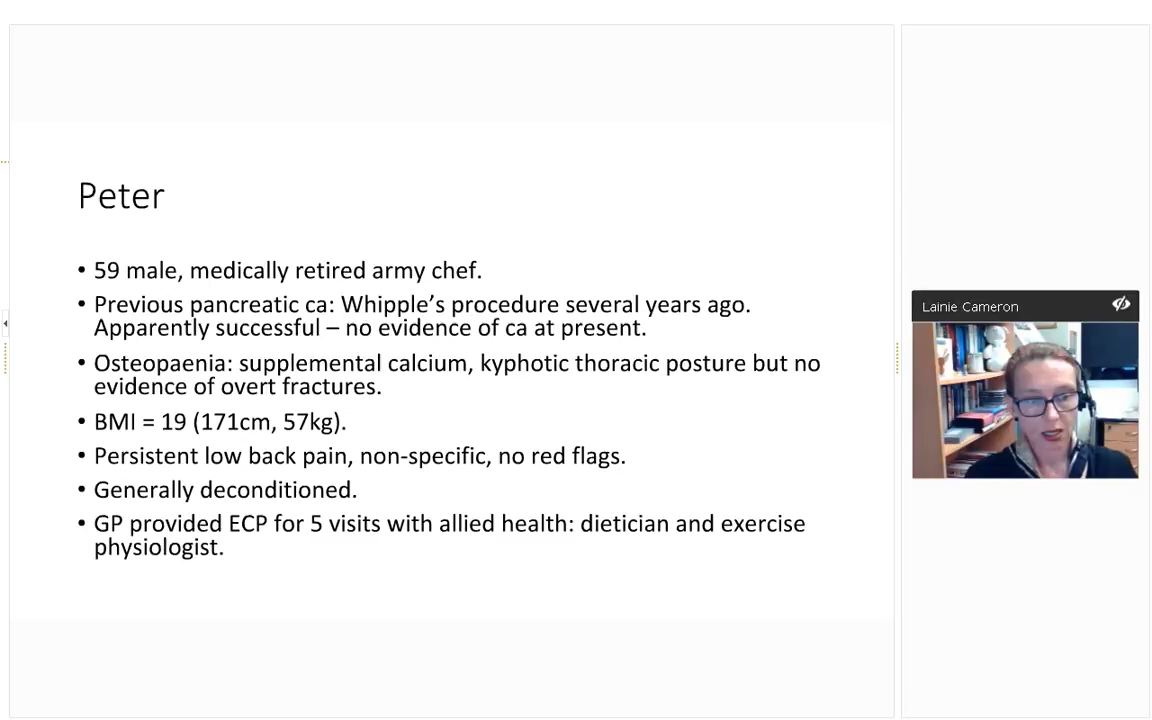 Peter
• 59 male, medically retired army chef.
• Previous pancreatic ca: Whipple’s procedure several years ago.
Apparently successful – no evidence of ca at present.
• Osteopaenia: supplemental calcium, kyphotic thoracic posture but no
evidence of overt fractures.
• BMI = 19 (171cm, 57kg).
• Persistent low back pain, non-specific, no red flags.
• Generally deconditioned.
• GP provided ECP for 5 visits with allied health: dietician and exercise
physiologist.
Lainie Cameron